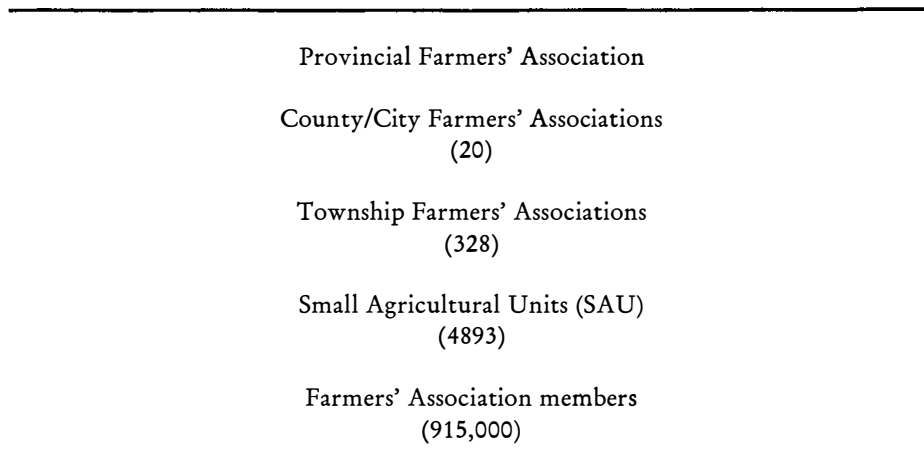 Provincial Farmers’ Association
County/City Farmers’ Associations
(20)
Township Farmers’ Associations
(328)
Small Agricultural Units (SAU)
(4893)
Farmers’ Association members
(915,000)